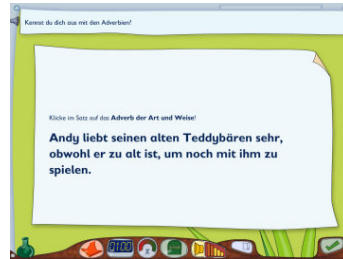 Kennst du dich aus mit den Adverbien?
Klicke im Satz auf das Adverb der Art und Weise!
Andy liebt seinen alten Teddybären sehr,
obwohl er zu alt ist, um noch mit ihm zu
spielen.
0100